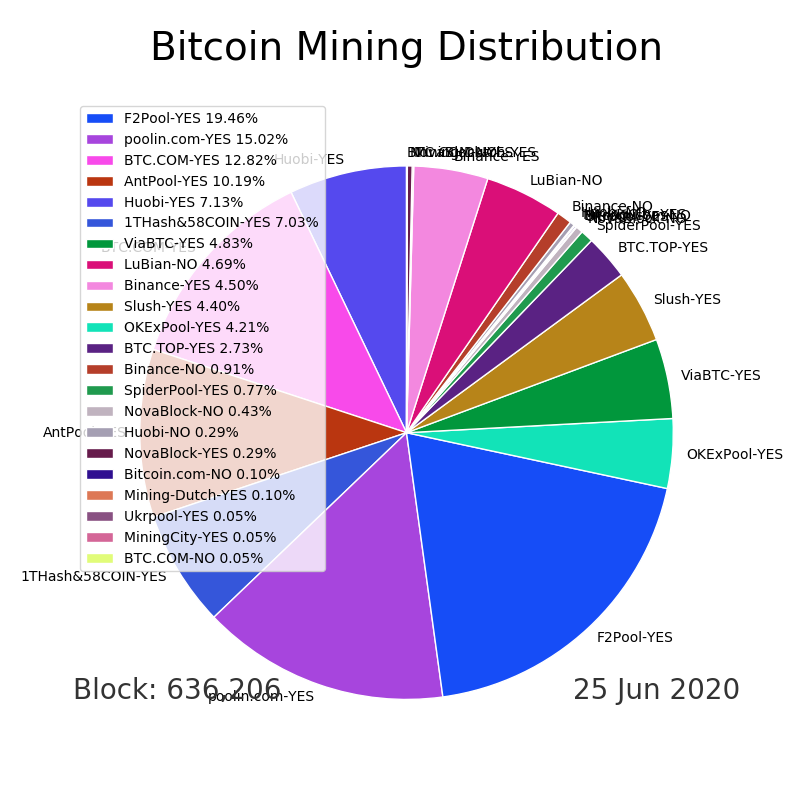 Bitcoin Mining Distribution
F2Pool-YES 19.46%
poolin.com-YES 15.02%
BTC.COM-YES 12.82%
AntPool-YES 10.19%
Huobi-YES 7.13%
1THash&58COIN-YES 7.03%
ViaBTC-YES 4.83%
LuBian-NO 4.69%
Binance-YES 4.50%
Slush-YES 4.40%
OKExPool-YES 4.21%
BTC.TOP-YES 2.73%
Binance-NO 0.91%
SpiderPool-YES 0.77%
NovaBlock-NO 0.43%
Huobi-NO 0.29%
NovaBlock-YES 0.29%
Bitcoin.com-NO 0.10%
Mining-Dutch-YES 0.10%
Ukrpool-YES 0.05%
MiningCity-YES 0.05%
BTC.COM-NO 0.05%
Huobi-YES
BTC.COM-YES
AntPool-YES
1THash&58COIN-YES
poolin.com-YES
F2Pool-YES
OKExPool-YES
ViaBTC-YES
Slush-YES
BTC.TOP-YES
SpiderPool-YES
Binance-NO
LuBian-NO
Binance-YES
Block: 636,206
25 Jun 2020